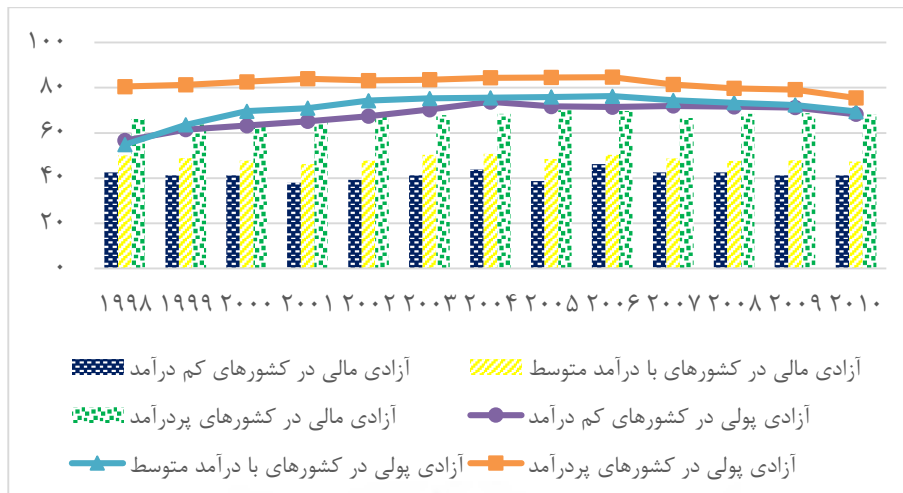 ۱۰۰
۸۰
۶۰
۴۰
۲۰
۰
۱۹۹۸ ۱۹۹۹ ۲۰۰۰ ۲۰۰۱ ۲۰۰۲ ۲۰۰۳ ۲۰۰۴ ۲۰۰۵ ۲۰۰۶ ۲۰۰۷ ۲۰۰۸ ۲۰۰۹ ۲۰۱۰
آزادی مالی در کشورهای کم درآمد
آزادی مالی در کشورهای با درآمد متوسط
آزادی مالی در کشورهای پردرآمد
آزادی پولی در کشورهای کم درآمد
آزادی پولی در کشورهای با درآمد متوسط
آزادی پولی در کشورهای پردرآمد